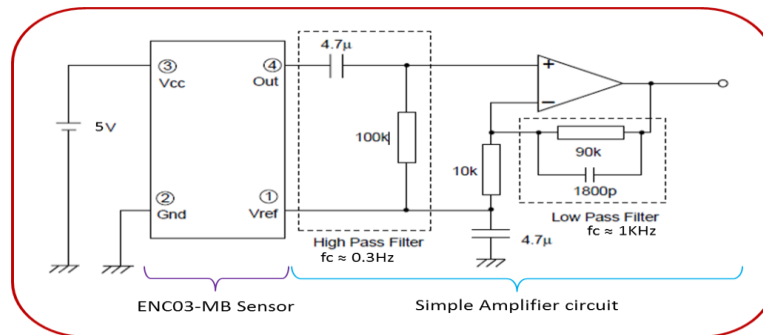 4.7μ
③
Vcc
④
Out
+
−
5V
100k
90k
10k
1800p
②
Gnd
①
Vref
Low Pass Filter
fc ≈ 1KHz
High Pass Filter
fc ≈ 0.3Hz
4.7μ
ENC03-MB Sensor
Simple Amplifier circuit